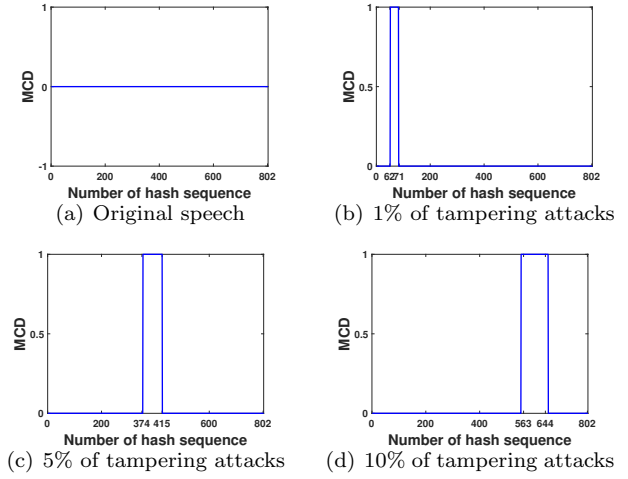 1
0
-1
MCD
0 200 400 600 802
Number of hash sequence
(a) Original speech
1
0.5
0
MCD
0 62 71 200 400 600 802
Number of hash sequence
(b) 1% of tampering attacks
1
0.5
0
MCD
0 200 374 415 600 802
Number of hash sequence
(c) 5% of tampering attacks
1
0.5
0
MCD
0 200 400 563 644 802
Number of hash sequence
(d) 10% of tampering attacks